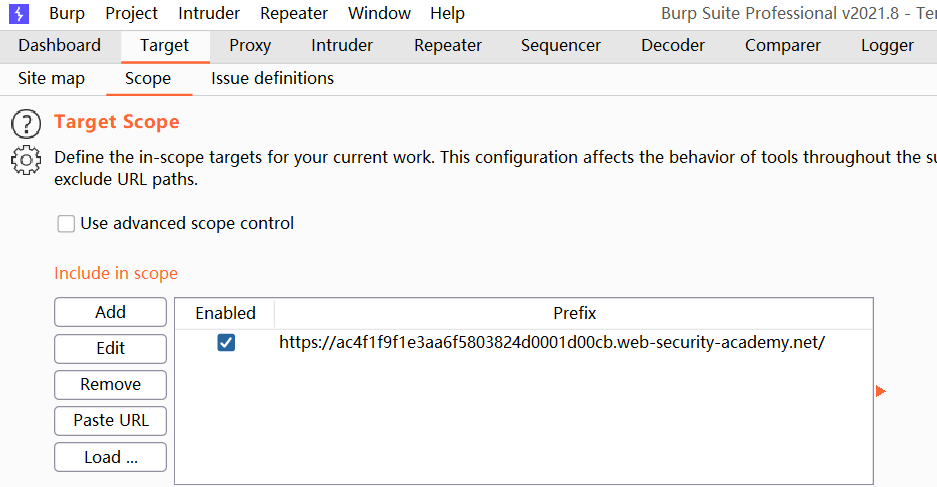 Burp Project Intruder Repeater Window Help Burp Suite Professional v2021.8 - Ter
Dashboard Target Proxy Intruder Repeater Sequencer Decoder Comparer Logger
Site map Scope Issue definitions
? Target Scope
Define the in-scope targets for your current work. This configuration affects the behavior of tools throughout the su
exclude URL paths.
Use advanced scope control
Include in scope
Add Enabled Prefix
https://ac4f1f9f1e3aa6f5803824d0001d00cb.web-security-academy.net/
Edit
Remove
Paste URL
Load ...